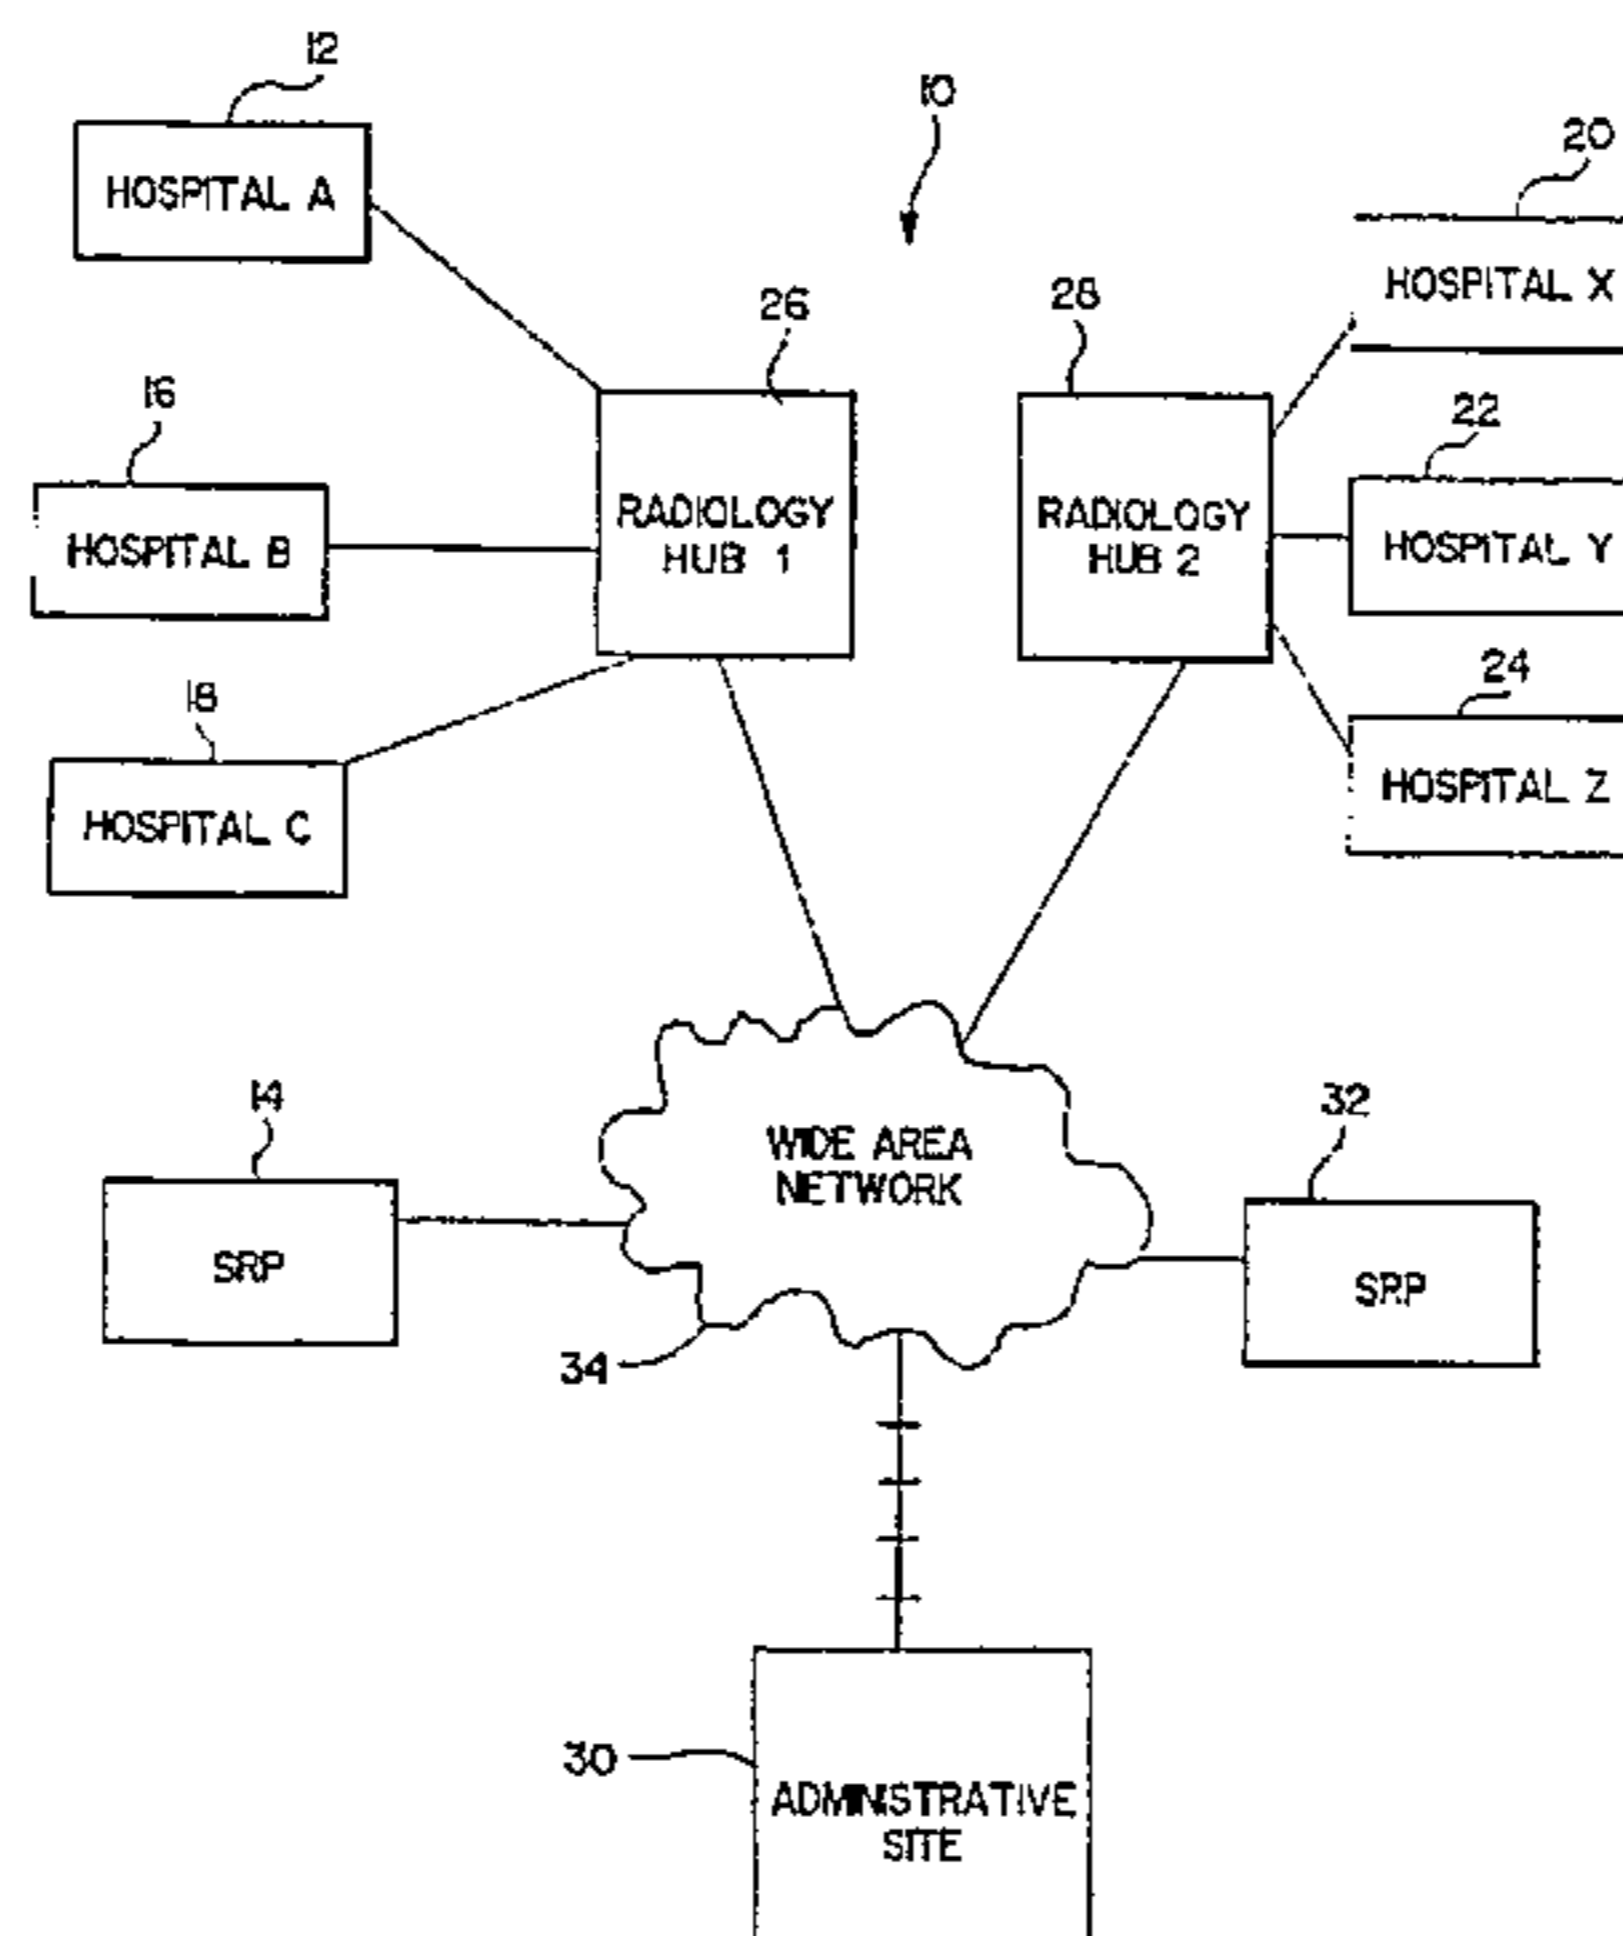 12
10
20
HOSPITAL A
HOSPITAL X
26
28
16
22
RADIOLOGY
HUB 1
RADIOLOGY
HUB 2
HOSPITAL B
HOSPITAL Y
18
24
HOSPITAL C
HOSPITAL Z
14
32
WIDE AREA
NETWORK
SRP
SRP
34
30
ADMINISTRATIVE
SITE